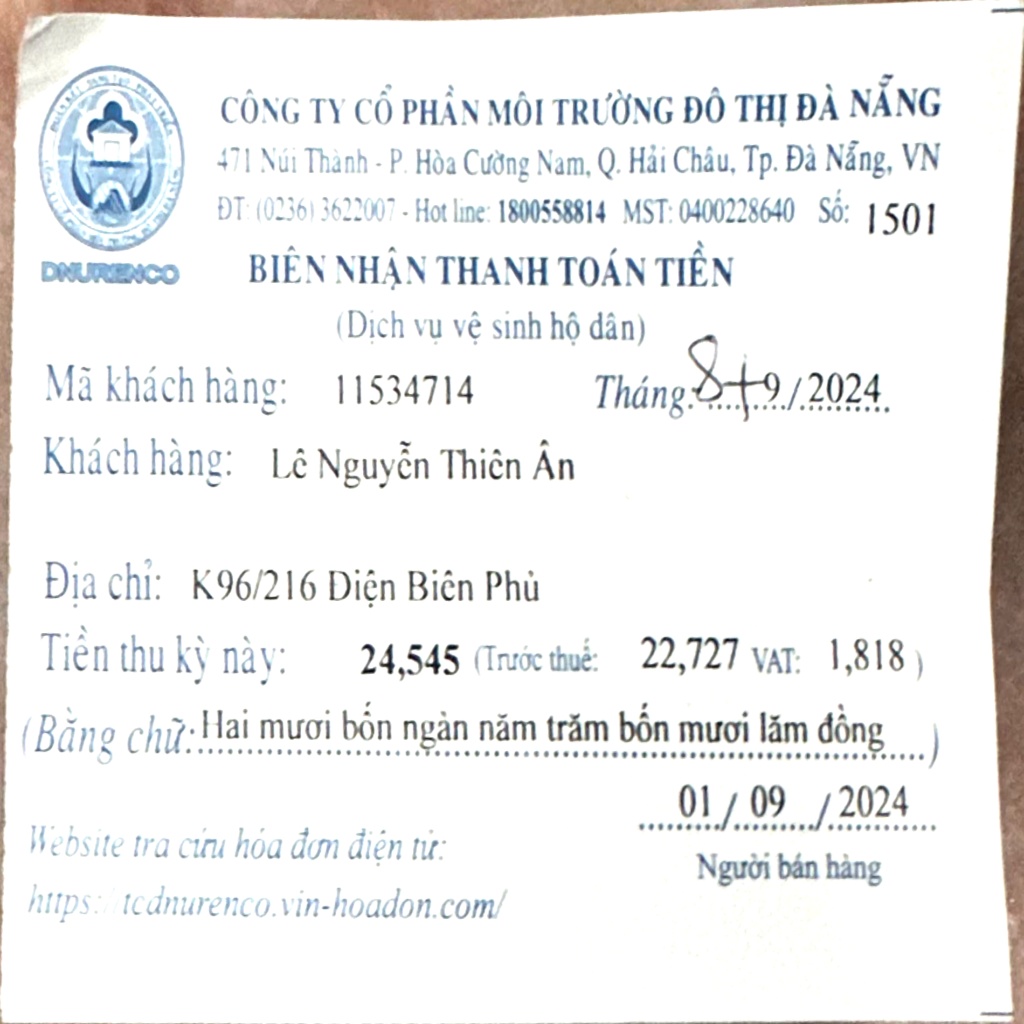 CÔNG TY CỔ PHẦN MÔI TRƯỜNG ĐÔ THỊ ĐÀ NẴNG
471 Núi Thành - P. Hòa Cường Nam, Q. Hải Châu, Tp. Đà Nẵng, VN
ĐT: (0236) 3622007 - Hot line: 1800558814 MST: 0400228640 Số: 1501
DNURENCO
BIÊN NHẬN THANH TOÁN TIỀN
(Dịch vụ vệ sinh hộ dân)
Mã khách hàng: 11534714 Tháng: 8+9/2024
Khách hàng: Lê Nguyễn Thiên Ân
Địa chỉ: K96/216 Điện Biên Phủ
Tiền thu kỳ này: 24,545 (Trước thuế: 22,727 VAT: 1,818 )
(Bằng chữ: Hai mươi bốn ngàn năm trăm bốn mươi lăm đồng )
01 / 09 / 2024
Người bán hàng
Website tra cứu hóa đơn điện tử:
https://tcdnurenco.vin-hoadon.com/